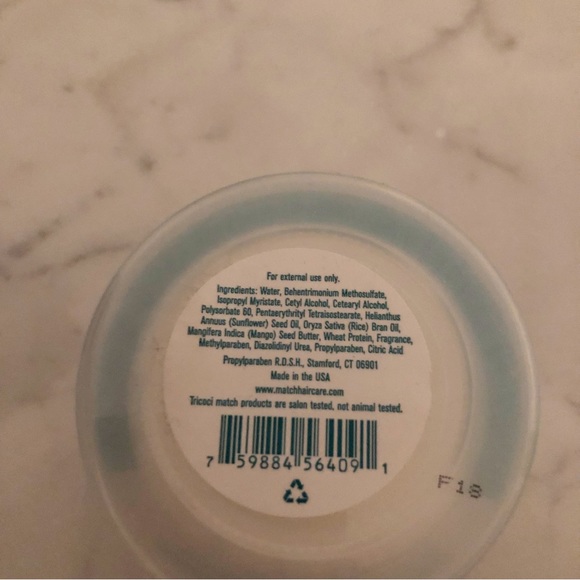 For external use only.
Ingredients: Water, Behentrimonium Methosulfate,
Isopropyl Myristate, Cetyl Alcohol, Cetearyl Alcohol,
Polysorbate 60, Pentaerythrityl Tetraisostearate, Helianthus
Annuus (Sunflower) Seed Oil, Oryza Sativa (Rice) Bran Oil,
Mangifera Indica (Mango) Seed Butter, Wheat Protein, Fragrance,
Methylparaben, Diazolidinyl Urea, Propylparaben, Citric Acid
Propylparaben R.D.S.H., Stamford, CT 06901
Made in the USA
www.matchhaircare.com
Tricoci match products are salon tested, not animal tested.
7 59884 56409 1
F18